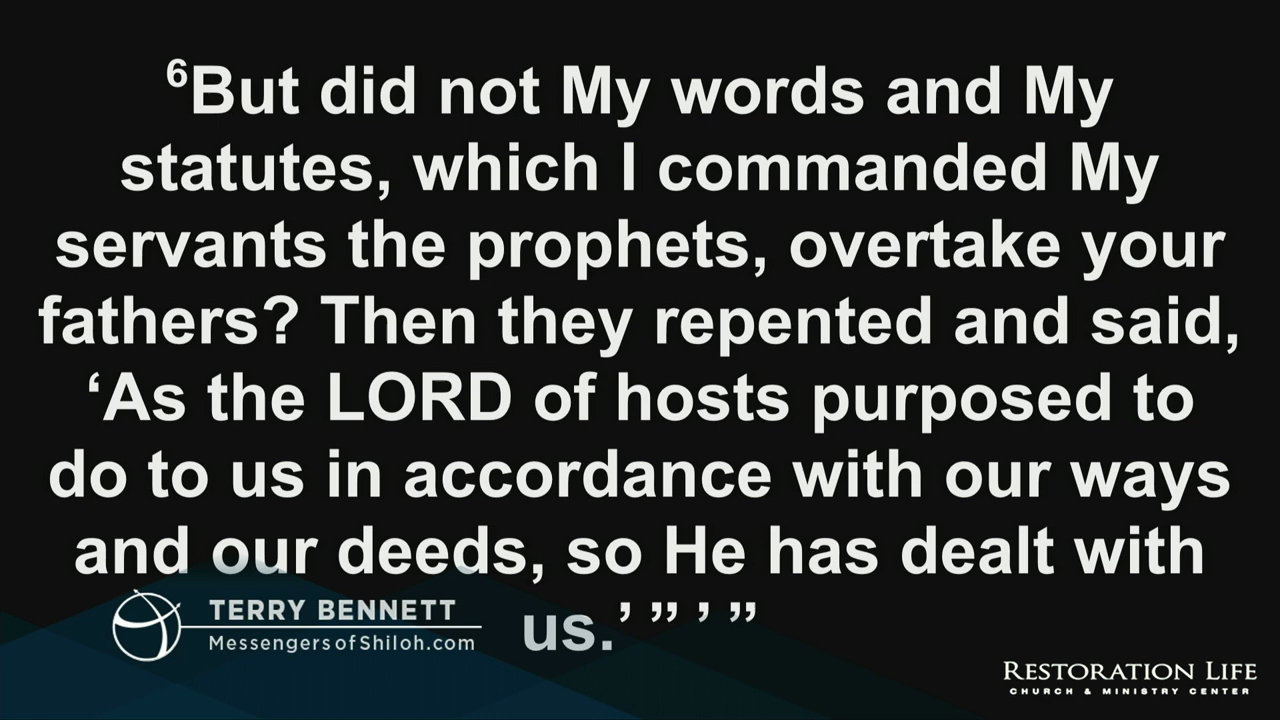 ⁶But did not My words and My
statutes, which I commanded My
servants the prophets, overtake your
fathers? Then they repented and said,
‘As the LORD of hosts purposed to
do to us in accordance with our ways
and our deeds, so He has dealt with
us.’ ” ’ ”
TERRY BENNETT
MessengersofShiloh.com
RESTORATION LIFE
CHURCH & MINISTRY CENTER